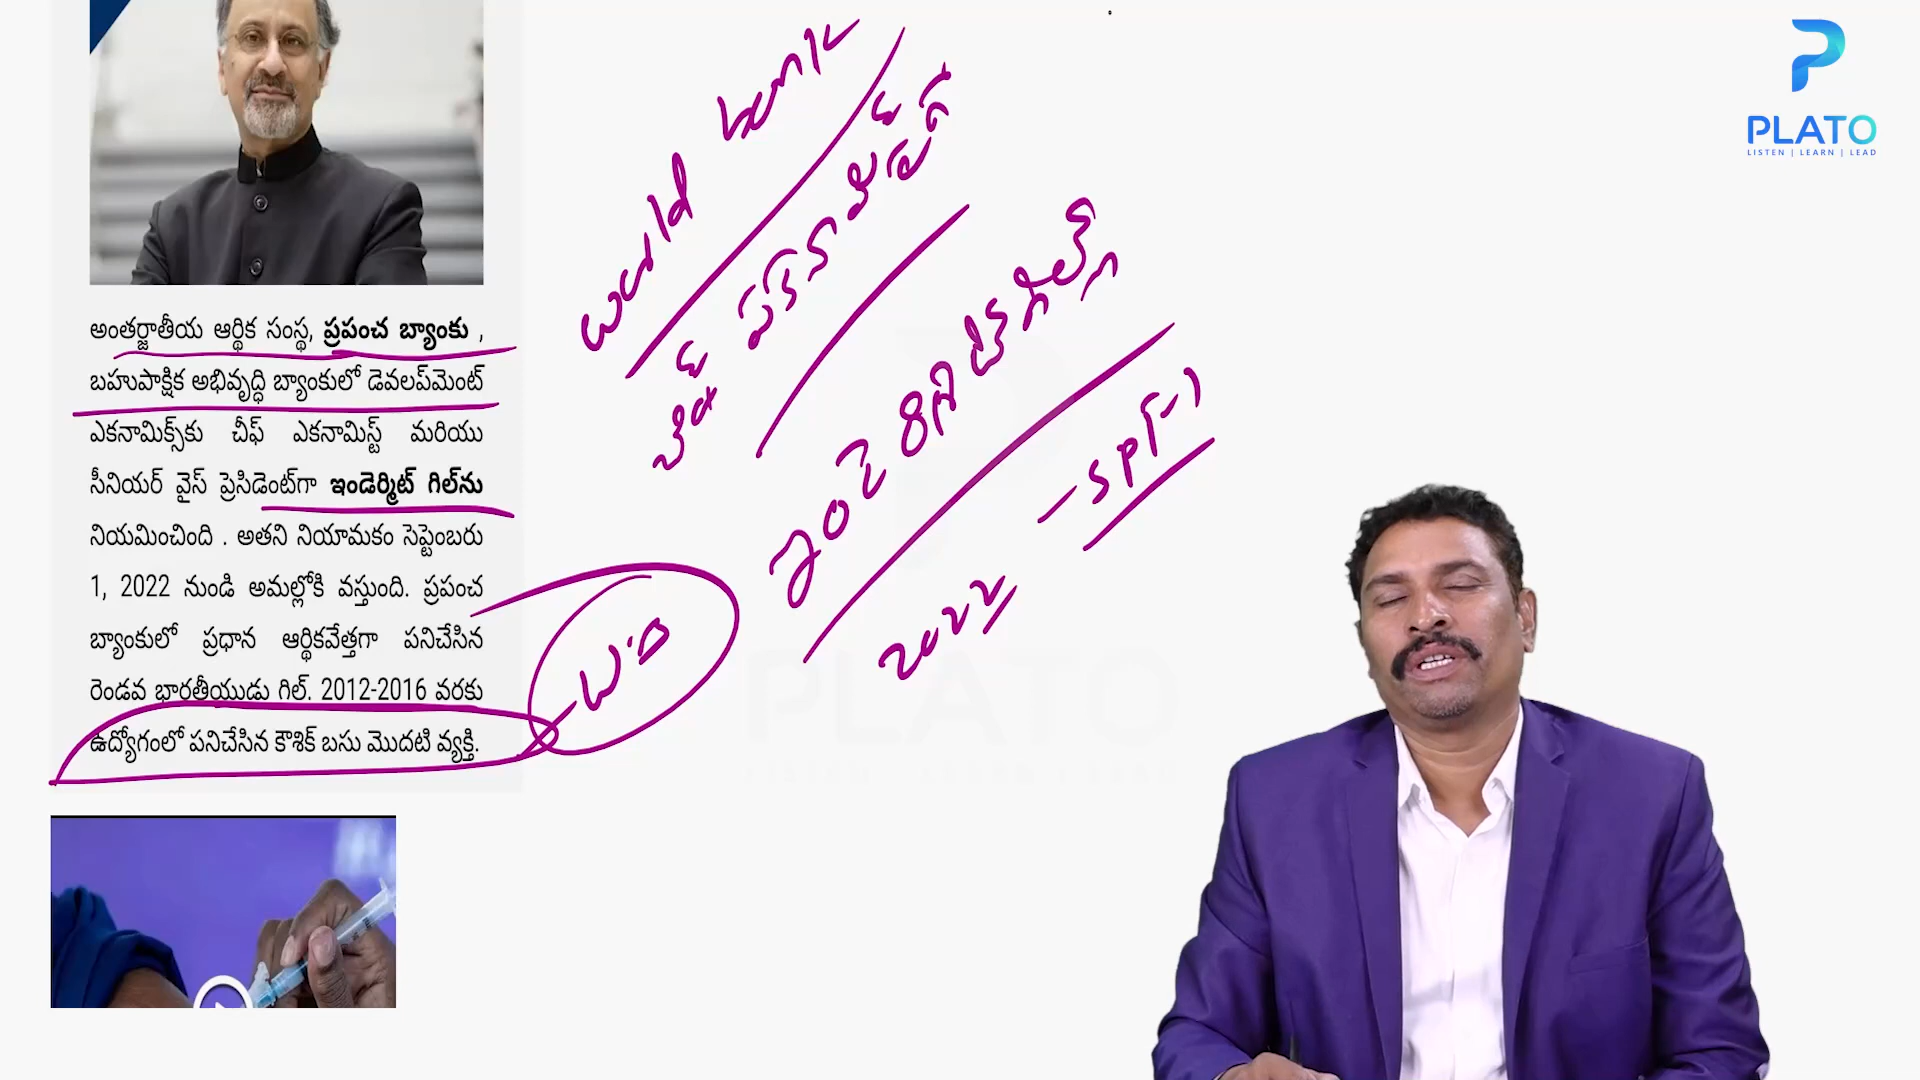 అంతర్జాతీయ ఆర్థిక సంస్థ, ప్రపంచ బ్యాంకు ,
బహుపాక్షిక అభివృద్ధి బ్యాంకులో డెవలప్‌మెంట్
ఎకనామిక్స్‌కు చీఫ్ ఎకనామిస్ట్ మరియు
సీనియర్ వైస్ ప్రెసిడెంట్‌గా ఇండెర్మిట్ గిల్‌ను
నియమించింది . అతని నియామకం సెప్టెంబరు
1, 2022 నుండి అమల్లోకి వస్తుంది. ప్రపంచ
బ్యాంకులో ప్రధాన ఆర్థికవేత్తగా పనిచేసిన
రెండవ భారతీయుడు గిల్. 2012-2016 వరకు
ఉద్యోగంలో పనిచేసిన కౌశిక్ బసు మొదటి వ్యక్తి.
world bank
- SPT-1
2022
W.B
PLATO
LISTEN | LEARN | LEAD
PLATO